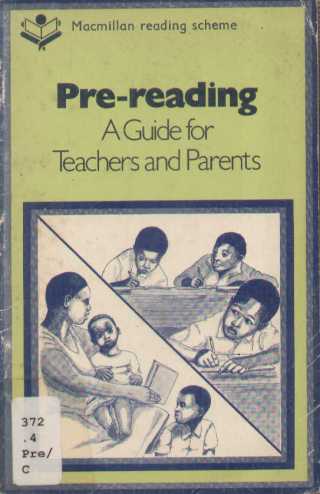 Macmillan reading scheme
Pre-reading
A Guide for
Teachers and Parents
372
.4
Pre/
C